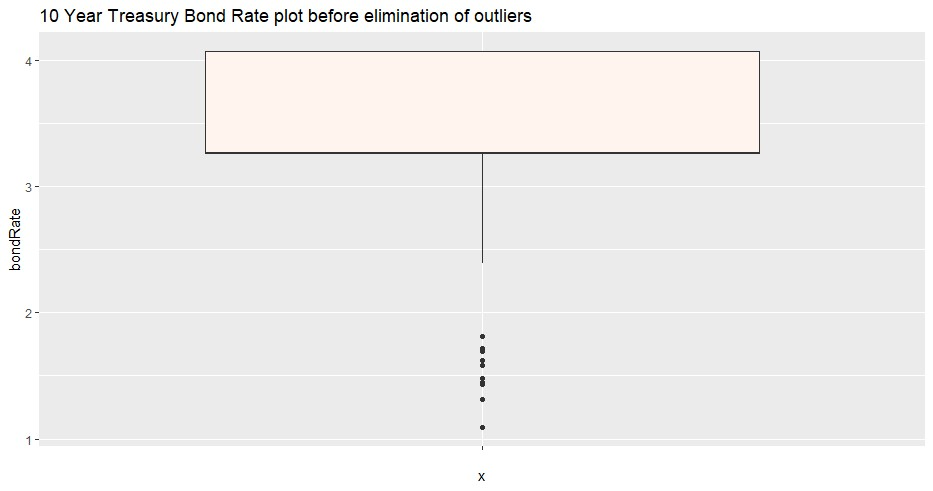 10 Year Treasury Bond Rate plot before elimination of outliers
4
3
2
1
bondRate
x